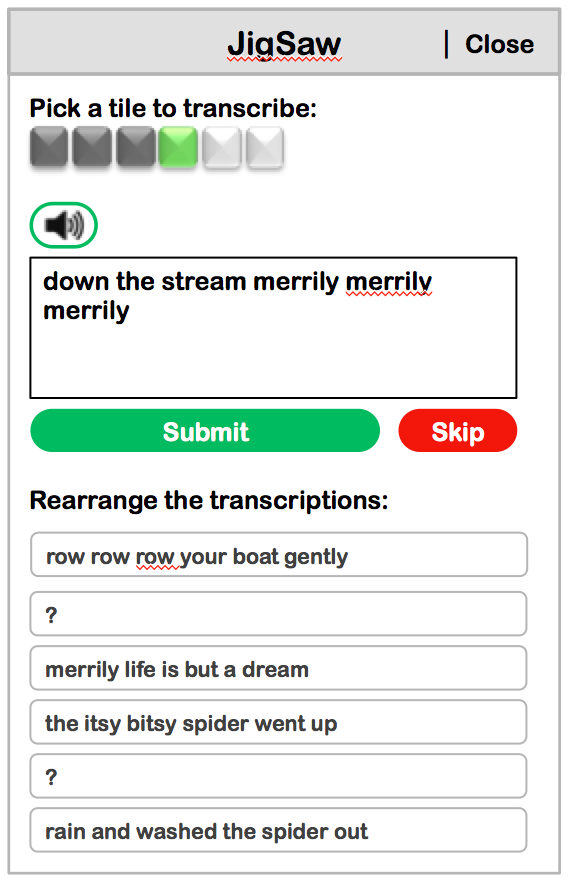 JigSaw | Close
Pick a tile to transcribe:
down the stream merrily merrily
merrily
Submit Skip
Rearrange the transcriptions:
row row row your boat gently
?
merrily life is but a dream
the itsy bitsy spider went up
?
rain and washed the spider out